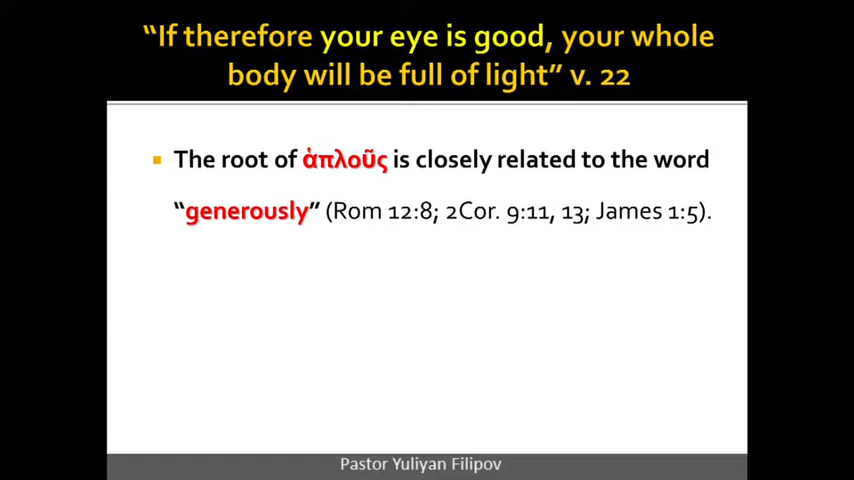 “If therefore your eye is good, your whole
body will be full of light” v. 22
The root of ἁπλοῦς is closely related to the word
“generously” (Rom 12:8; 2Cor. 9:11, 13; James 1:5).
Pastor Yuliyan Filipov